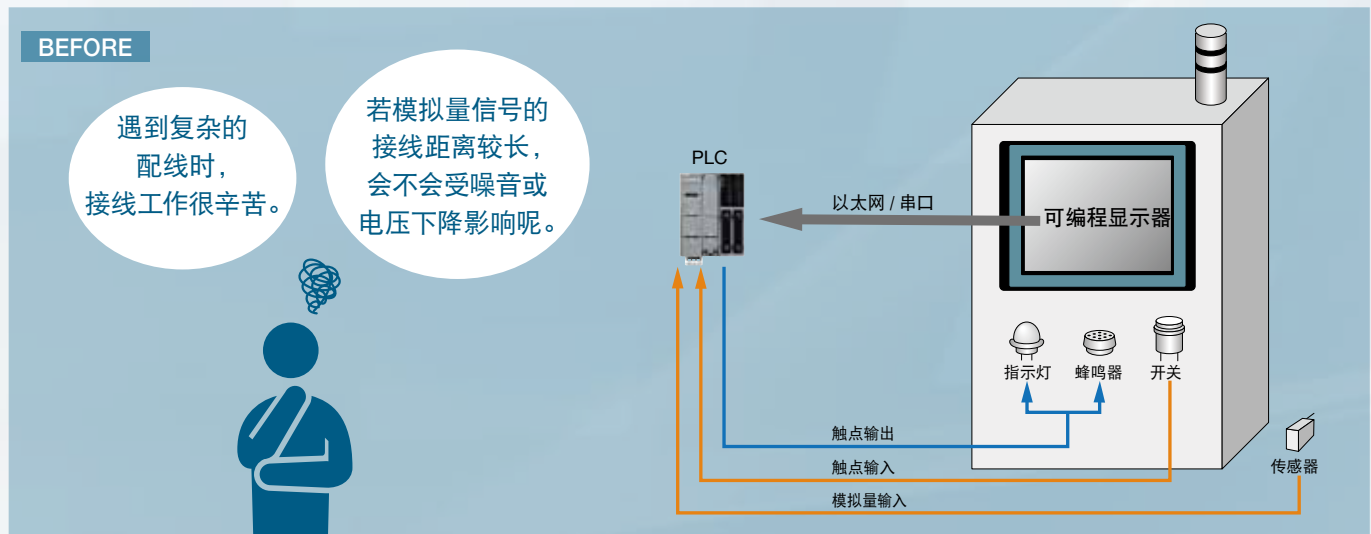 BEFORE
遇到复杂的
配线时，
接线工作很辛苦。
若模拟量信号的
接线距离较长，
会不会受噪音或
电压下降影响呢。
PLC
以太网 / 串口
可编程显示器
指示灯
蜂鸣器
开关
触点输出
触点输入
模拟量输入
传感器